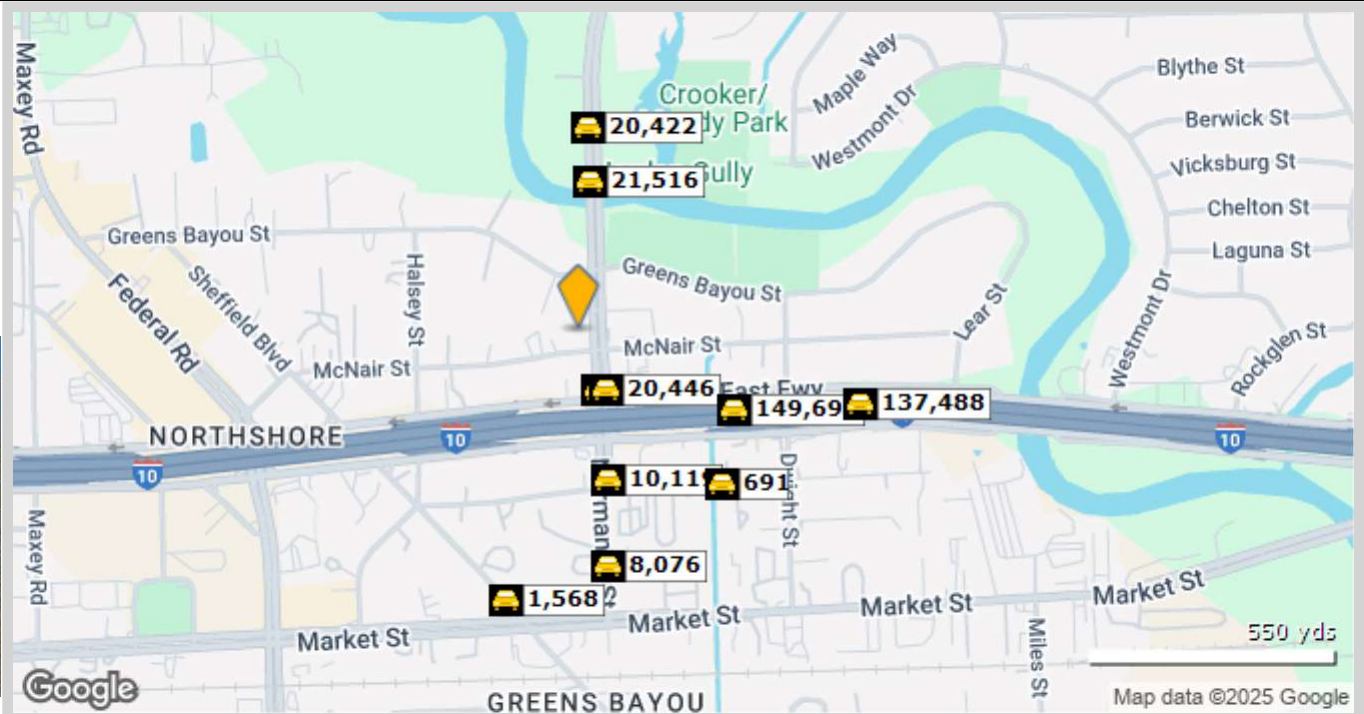 Maxey Rd
Maple Way
Blythe St
Crooker/
20,422
dy Park
Westmont Dr
Berwick St
21,516
Gully
Vicksburg St
Chelton St
Greens Bayou St
Laguna St
Halsey St
Sheffield Blvd
Federal Rd
Greens Bayou St
Lear St
Westmont Dr
Rockglen St
McNair St
McNair St
20,446
East Fwy
149,69
137,488
NORTHSHORE
10
10
10
10,11
691
Dwight St
Maxey Rd
8,076
1,568
Market St
Market St
Market St
Market St
Miles St
550 yds
Google
GREENS BAYOU
Map data ©2025 Google